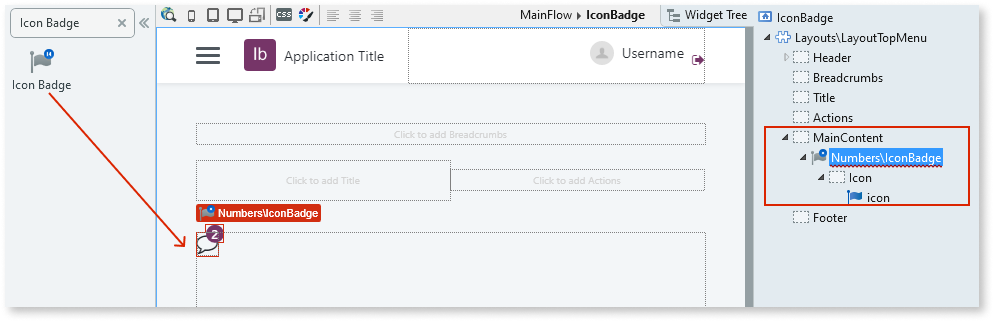 Icon Badge
Icon Badge
CSS
MainFlow ▸ IconBadge
Widget Tree
Ib
Application Title
Username
Click to add Breadcrumbs
Click to add Title
Click to add Actions
Numbers\IconBadge
2
IconBadge
Layouts\LayoutTopMenu
Header
Breadcrumbs
Title
Actions
MainContent
Numbers\IconBadge
Icon
icon
Footer